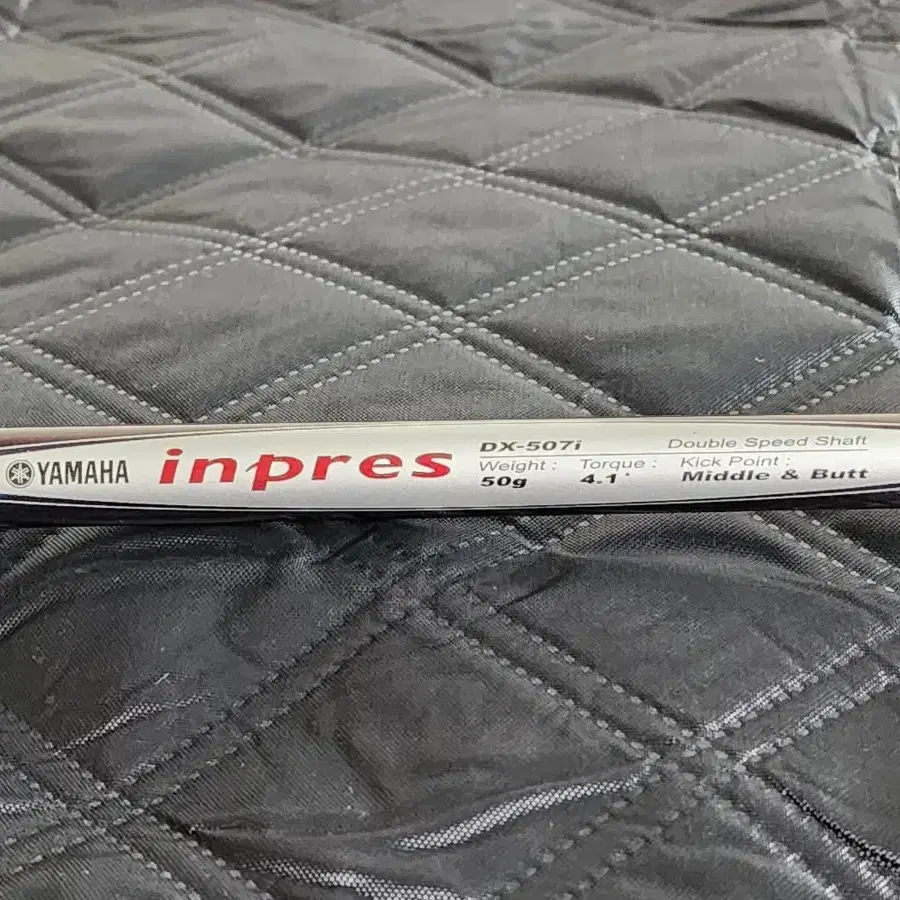 YAMAHA inpres
DX-507i Double Speed Shaft
Weight : Torque : Kick Point :
50g 4.1° Middle & Butt